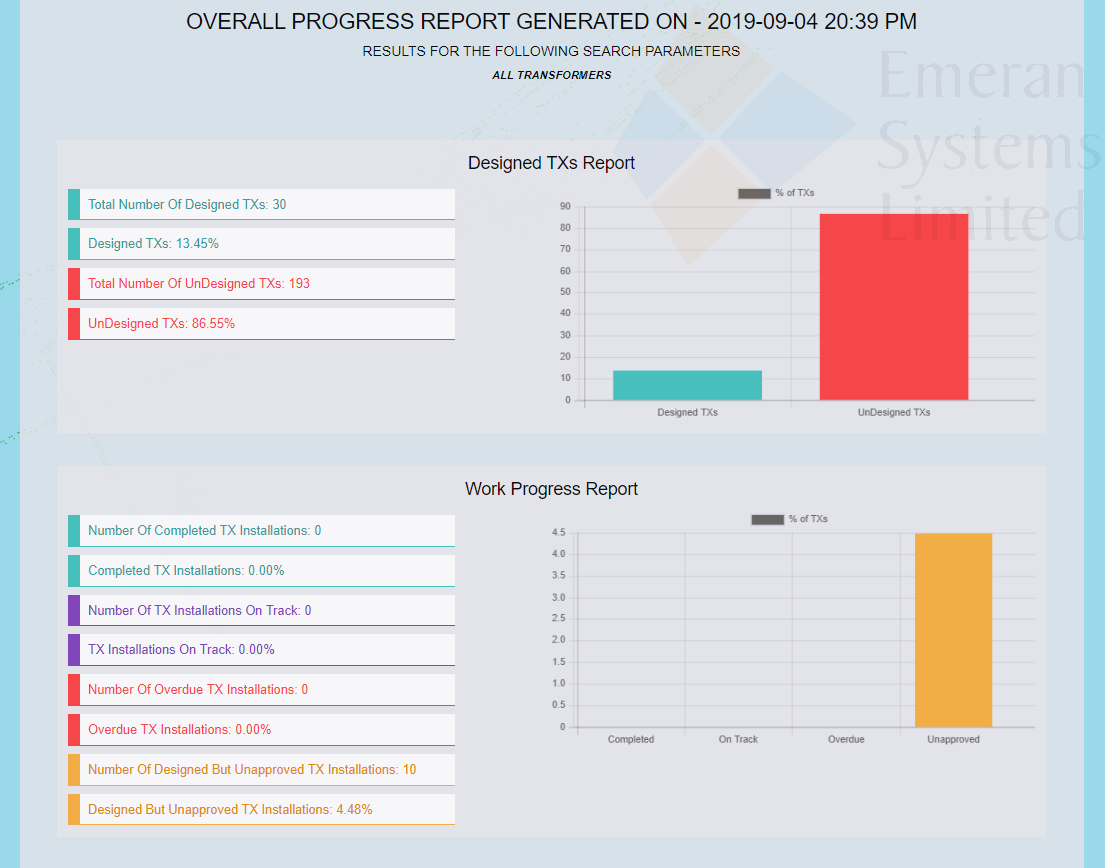 OVERALL PROGRESS REPORT GENERATED ON - 2019-09-04 20:39 PM
RESULTS FOR THE FOLLOWING SEARCH PARAMETERS
ALL TRANSFORMERS
Emeran
Systems
Limited
Designed TXs Report
Total Number Of Designed TXs: 30
Designed TXs: 13.45%
Total Number Of UnDesigned TXs: 193
UnDesigned TXs: 86.55%
% of TXs
90
80
70
60
50
40
30
20
10
0
Designed TXs
UnDesigned TXs
Work Progress Report
Number Of Completed TX Installations: 0
Completed TX Installations: 0.00%
Number Of TX Installations On Track: 0
TX Installations On Track: 0.00%
Number Of Overdue TX Installations: 0
Overdue TX Installations: 0.00%
Number Of Designed But Unapproved TX Installations: 10
Designed But Unapproved TX Installations: 4.48%
% of TXs
4.5
4.0
3.5
3.0
2.5
2.0
1.5
1.0
0.5
0
Completed
On Track
Overdue
Unapproved